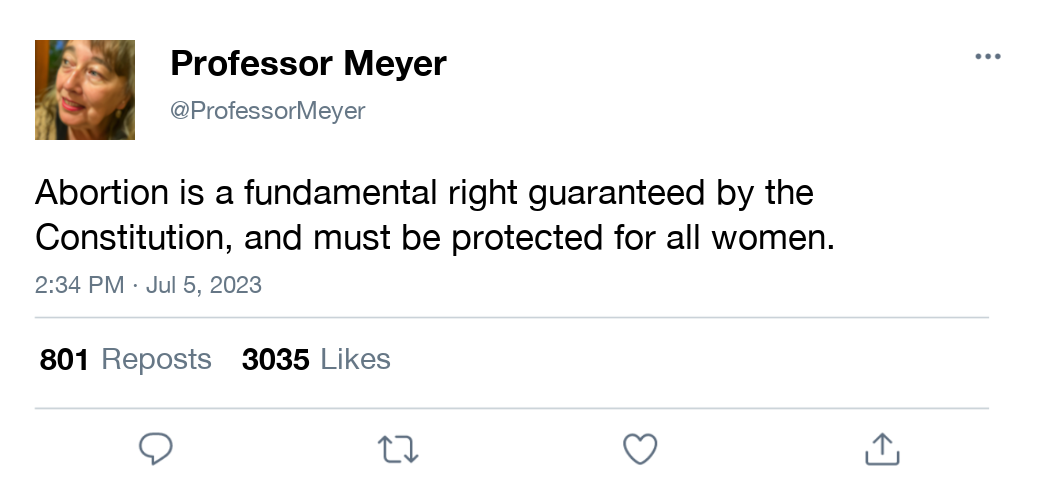 Professor Meyer
@ProfessorMeyer
Abortion is a fundamental right guaranteed by the
Constitution, and must be protected for all women.
2:34 PM · Jul 5, 2023
801 Reposts 3035 Likes